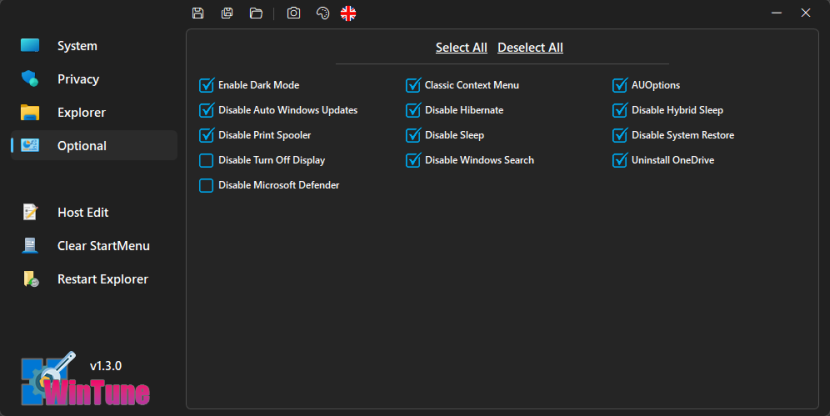 System
Privacy
Explorer
Optional
Host Edit
Clear StartMenu
Restart Explorer
v1.3.0
WinTune
Select All Deselect All
Enable Dark Mode Classic Context Menu AUOptions
Disable Auto Windows Updates Disable Hibernate Disable Hybrid Sleep
Disable Print Spooler Disable Sleep Disable System Restore
Disable Turn Off Display Disable Windows Search Uninstall OneDrive
Disable Microsoft Defender